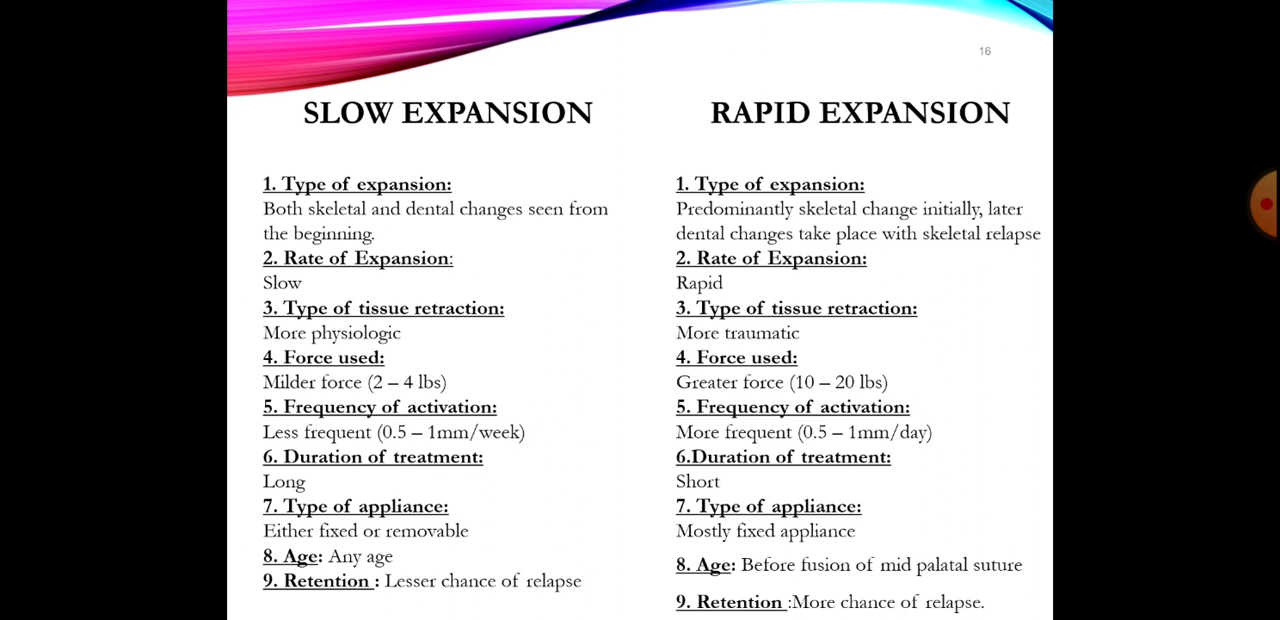 16
SLOW EXPANSION
1. Type of expansion:
Both skeletal and dental changes seen from
the beginning.
2. Rate of Expansion:
Slow
3. Type of tissue retraction:
More physiologic
4. Force used:
Milder force (2 – 4 lbs)
5. Frequency of activation:
Less frequent (0.5 – 1mm/week)
6. Duration of treatment:
Long
7. Type of appliance:
Either fixed or removable
8. Age: Any age
9. Retention : Lesser chance of relapse
RAPID EXPANSION
1. Type of expansion:
Predominantly skeletal change initially, later
dental changes take place with skeletal relapse
2. Rate of Expansion:
Rapid
3. Type of tissue retraction:
More traumatic
4. Force used:
Greater force (10 – 20 lbs)
5. Frequency of activation:
More frequent (0.5 – 1mm/day)
6.Duration of treatment:
Short
7. Type of appliance:
Mostly fixed appliance
8. Age: Before fusion of mid palatal suture
9. Retention :More chance of relapse.